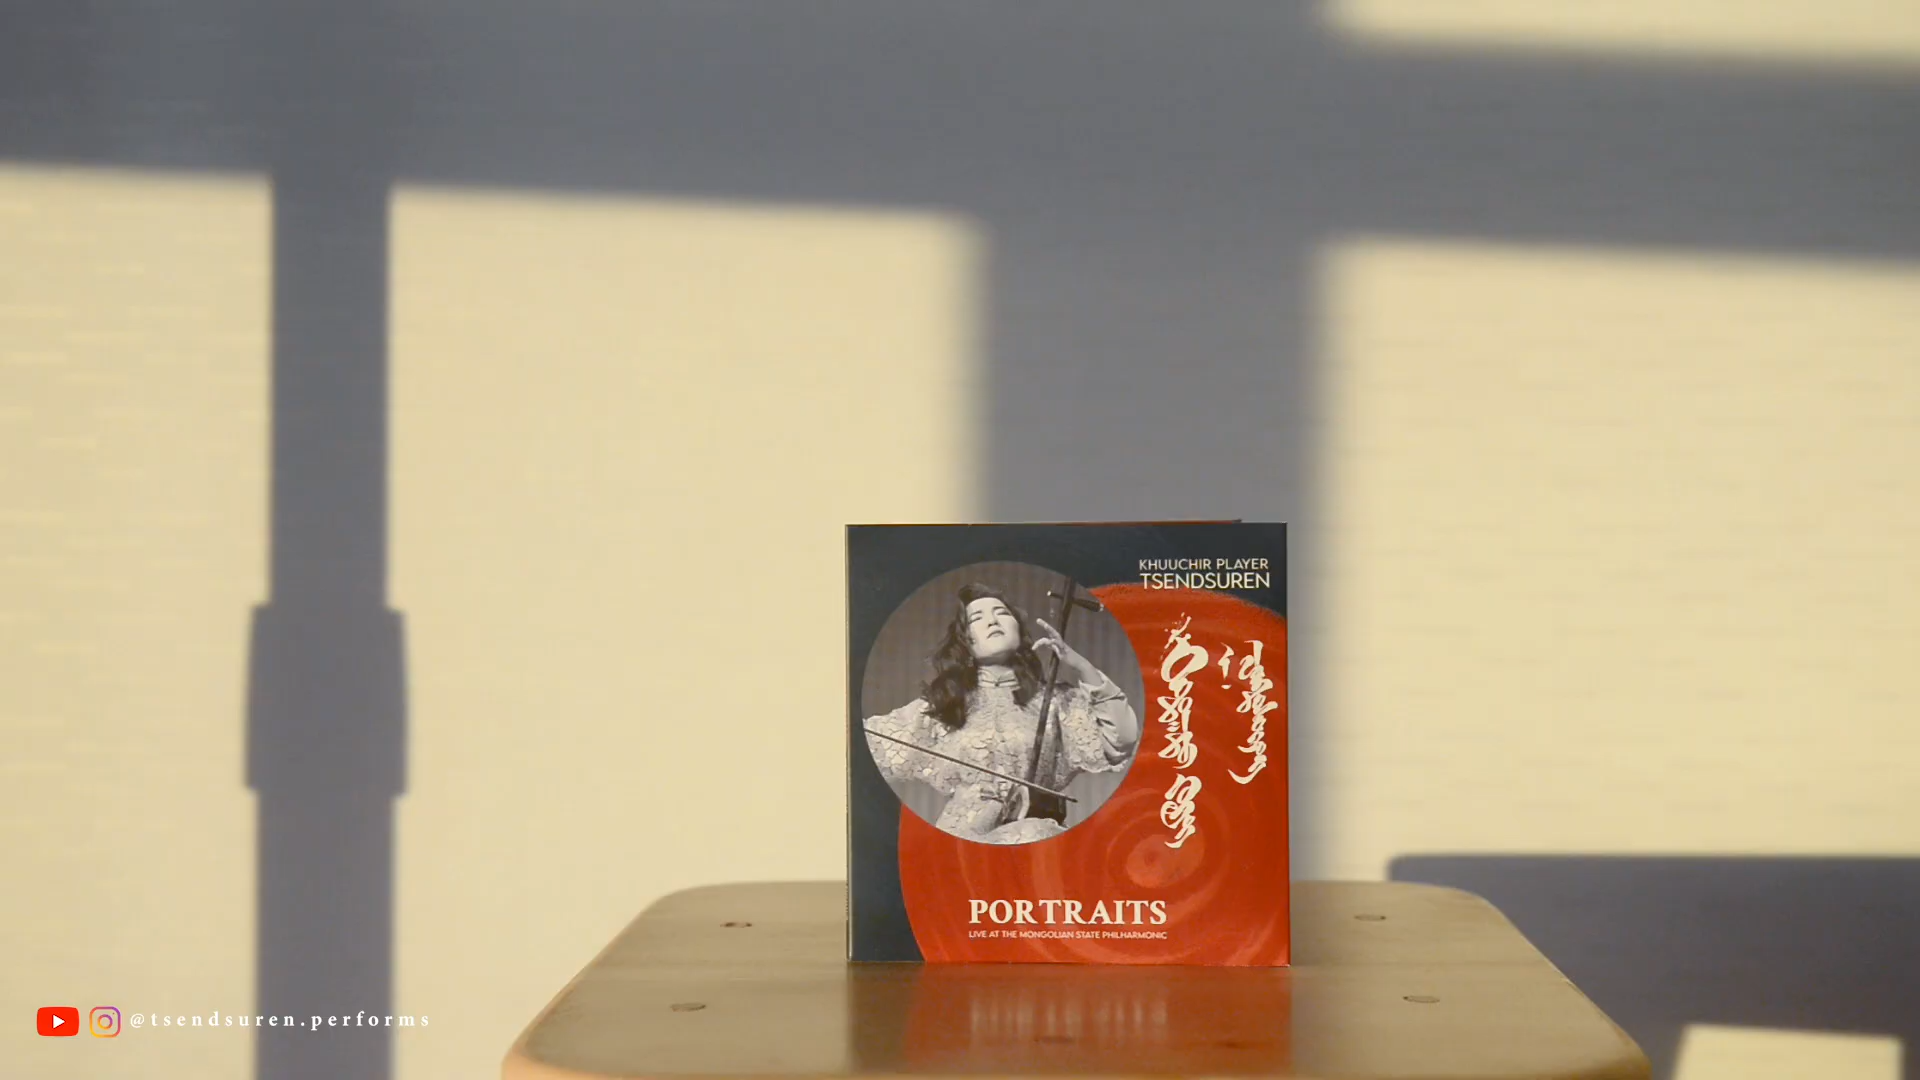 KHUUCHIR PLAYER
TSENDSUREN
PORTRAITS
LIVE AT THE MONGOLIAN STATE PHILHARMONIC
@tsendsuren.performs